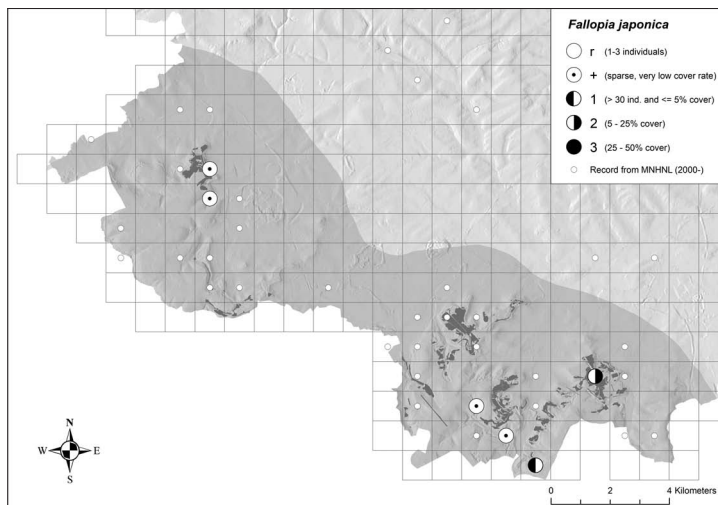 Fallopia japonica
r (1-3 individuals)
+ (sparse, very low cover rate)
1 (> 30 ind. and <= 5% cover)
2 (5 - 25% cover)
3 (25 - 50% cover)
Record from MNHNL (2000-)
N
W E
S
0 2 4 Kilometers